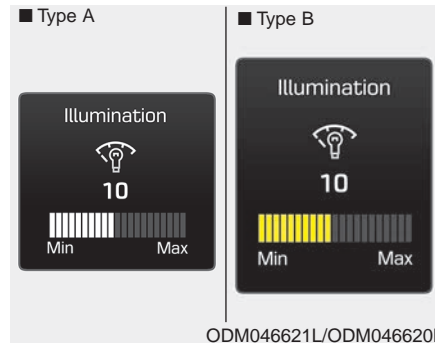 ■ Type A
■ Type B
Illumination
10
Min Max
Illumination
10
Min Max
ODM046621L/ODM046620